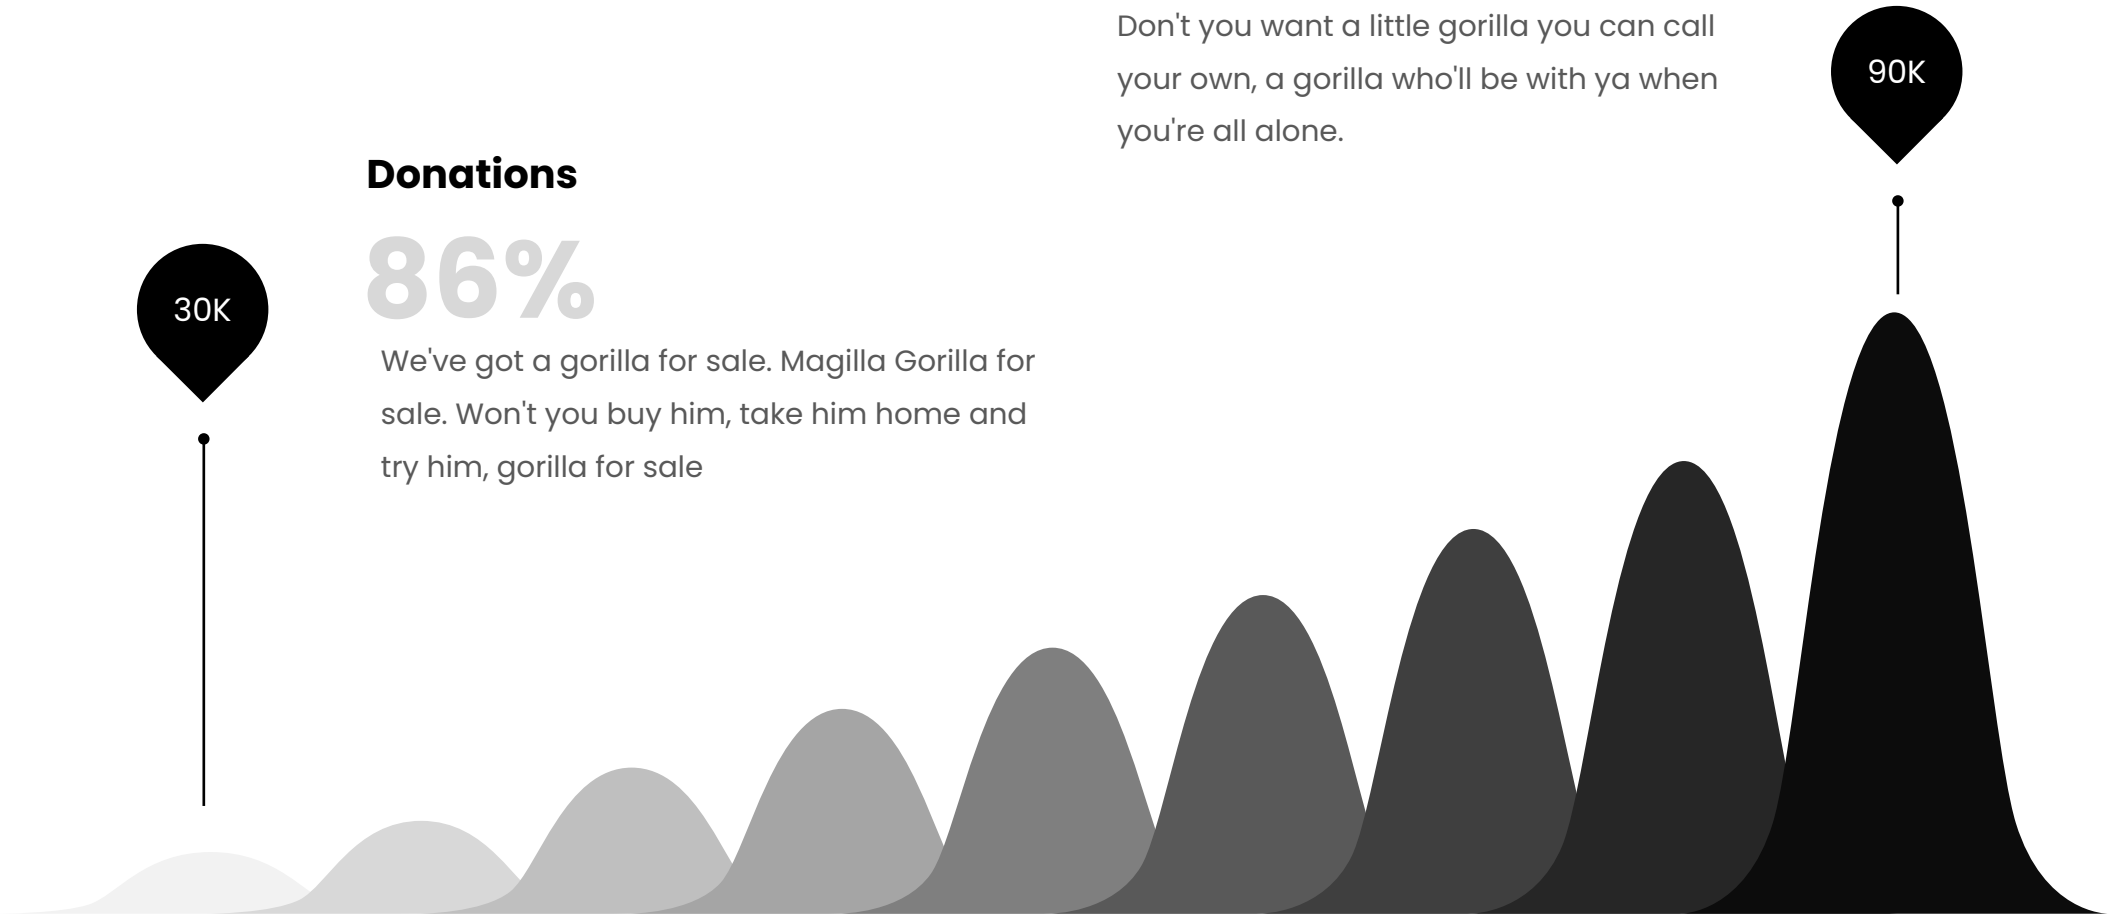 Don't you want a little gorilla you can call
your own, a gorilla who'll be with ya when
you're all alone.
90K
Donations
86%
30K
We've got a gorilla for sale. Magilla Gorilla for
sale. Won't you buy him, take him home and
try him, gorilla for sale